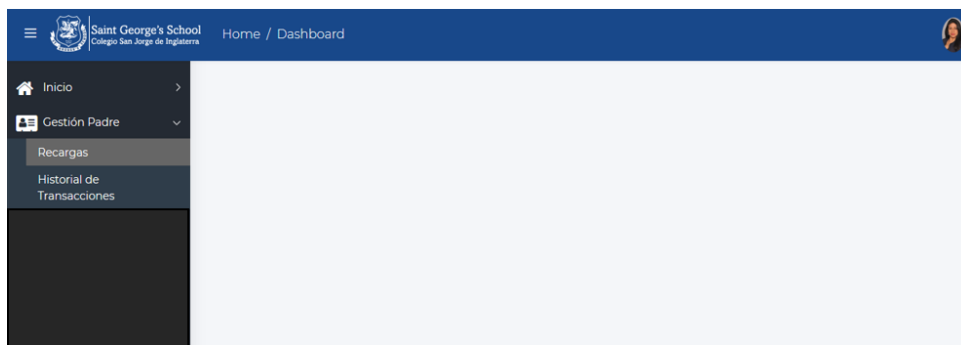 Saint George's School
Colegio San Jorge de Inglaterra
Home / Dashboard
Inicio
Gestión Padre
Recargas
Historial de
Transacciones